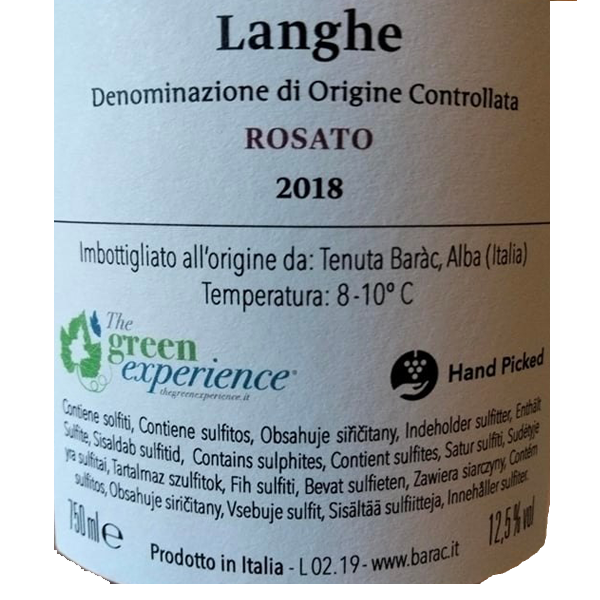 Langhe
Denominazione di Origine Controllata
ROSATO
2018
Imbottigliato all'origine da: Tenuta Baràc, Alba (Italia)
Temperatura: 8-10° C
The
green
experience®
thegreenexperience.it
Hand Picked
Contiene solfiti, Contiene sulfitos, Obsahuje siřičitany, Indeholder sulfitter, Enthält
Sulfite, Sisaldab sulfitid, Contains sulphites, Contient sulfites, Satur sulfiti, Sudėtyje
yra sulfitai, Tartalmaz szulfitok, Fih sulfiti, Bevat sulfieten, Zawiera siarczyny, Contém
sulfitos, Obsahuje siričitany, Vsebuje sulfit, Sisältää sulfiitteja, Innehåller sulfiter.
750 ml e
12,5% vol
Prodotto in Italia - L 02.19 - www.barac.it